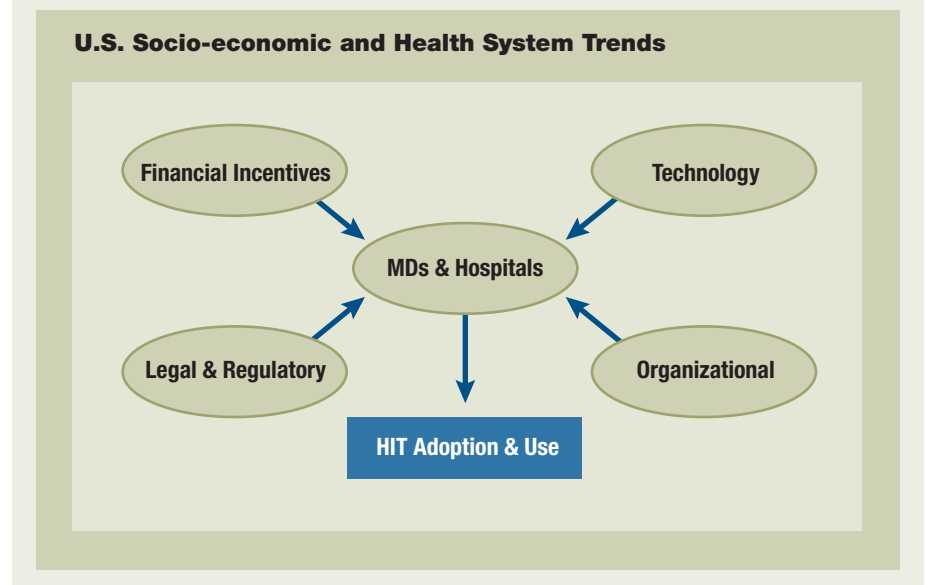 U.S. Socio-economic and Health System Trends
Financial Incentives
Technology
MDs & Hospitals
Legal & Regulatory
Organizational
HIT Adoption & Use